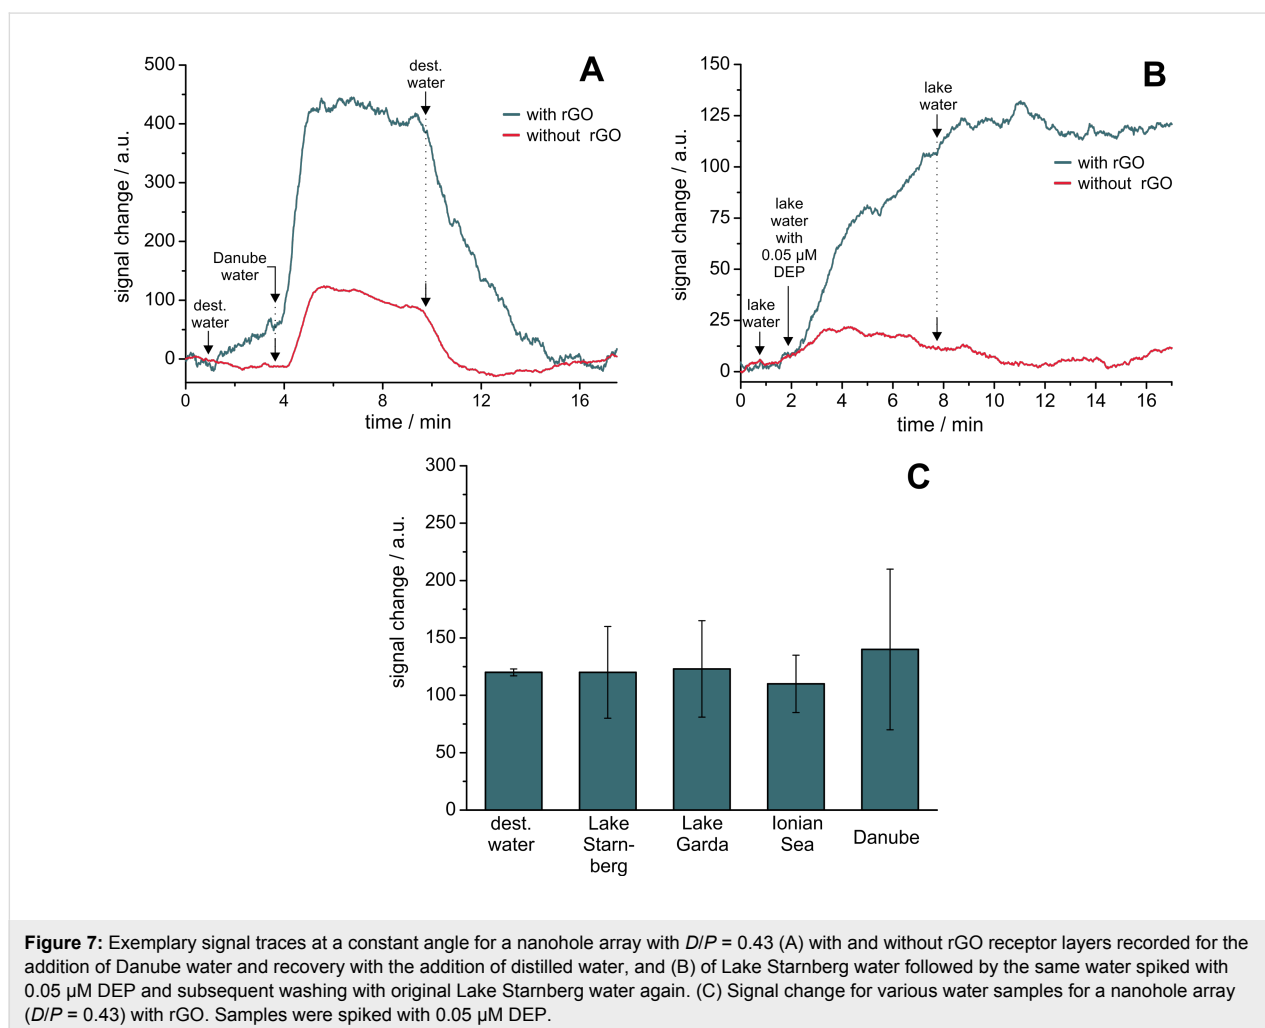 A
500
400
300
200
100
0
signal change / a.u.
0
4
8
12
16
time / min
dest.
water
Danube
water
dest.
water
with rGO
without rGO
B
150
125
100
75
50
25
0
signal change / a.u.
0
2
4
6
8
10
12
14
16
time / min
lake
water
lake
water
with
0.05 µM
DEP
lake
water
with rGO
without rGO
C
300
250
200
150
100
50
0
signal change / a.u.
dest.
water
Lake
Starn-
berg
Lake
Garda
Ionian
Sea
Danube
Figure 7: Exemplary signal traces at a constant angle for a nanohole array with D/P = 0.43 (A) with and without rGO receptor layers recorded for the
addition of Danube water and recovery with the addition of distilled water, and (B) of Lake Starnberg water followed by the same water spiked with
0.05 µM DEP and subsequent washing with original Lake Starnberg water again. (C) Signal change for various water samples for a nanohole array
(D/P = 0.43) with rGO. Samples were spiked with 0.05 µM DEP.